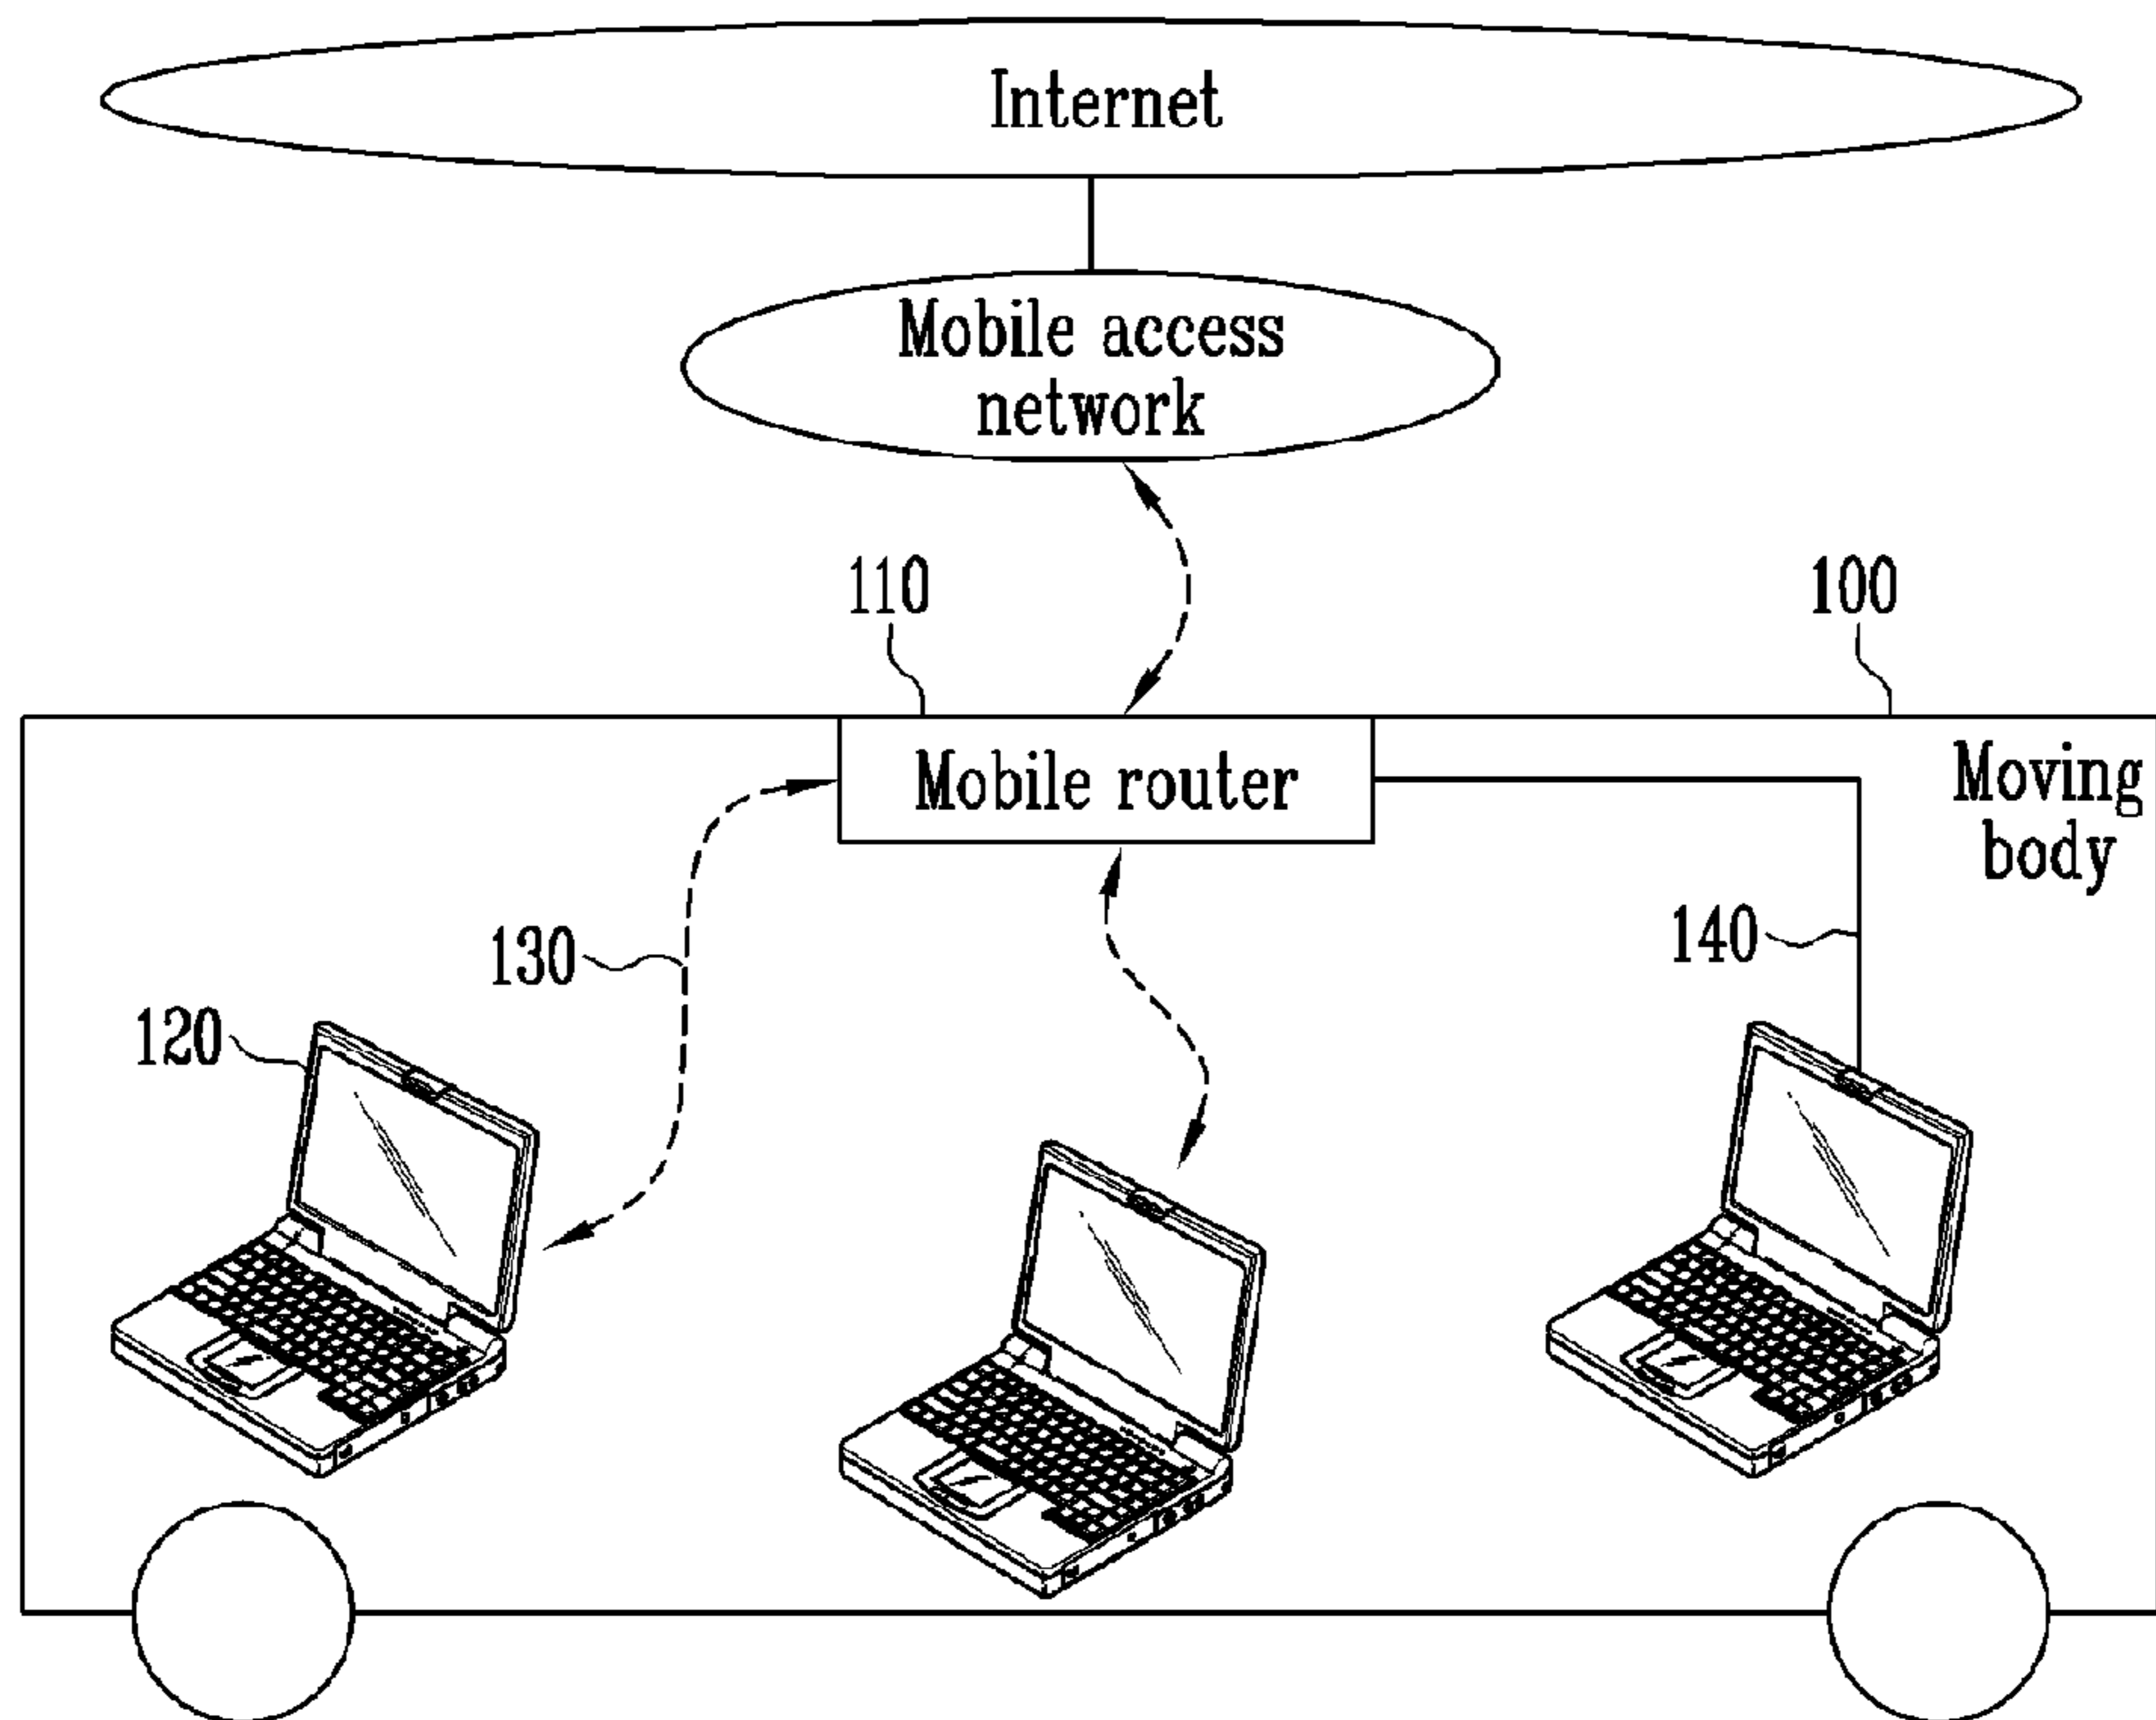 Internet
Mobile access
network
110
100
Mobile router
Moving
body
130
140
120